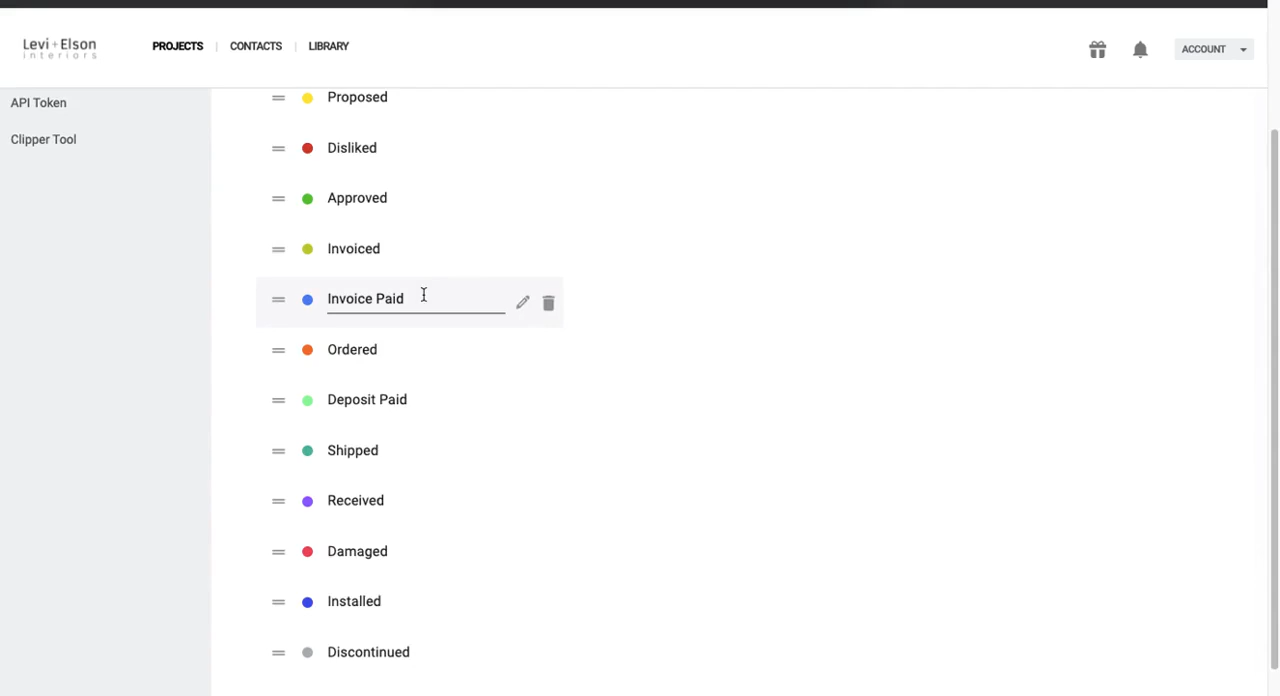 Levi + Elson
interiors
PROJECTS | CONTACTS | LIBRARY
ACCOUNT
API Token
Clipper Tool
Proposed
Disliked
Approved
Invoiced
Invoice Paid
Ordered
Deposit Paid
Shipped
Received
Damaged
Installed
Discontinued